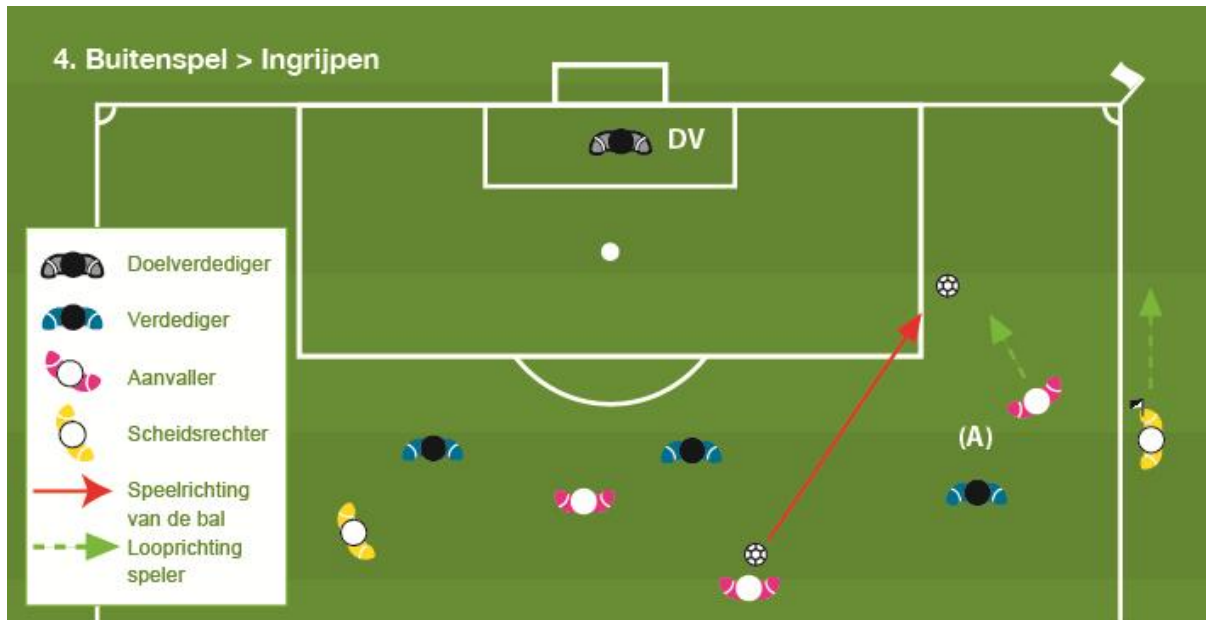 4. Buitenspel > Ingrijpen
DV
Doelverdediger
Verdediger
Aanvaller
Scheidsrechter
Speelrichting
van de bal
Looprichting
speler
(A)